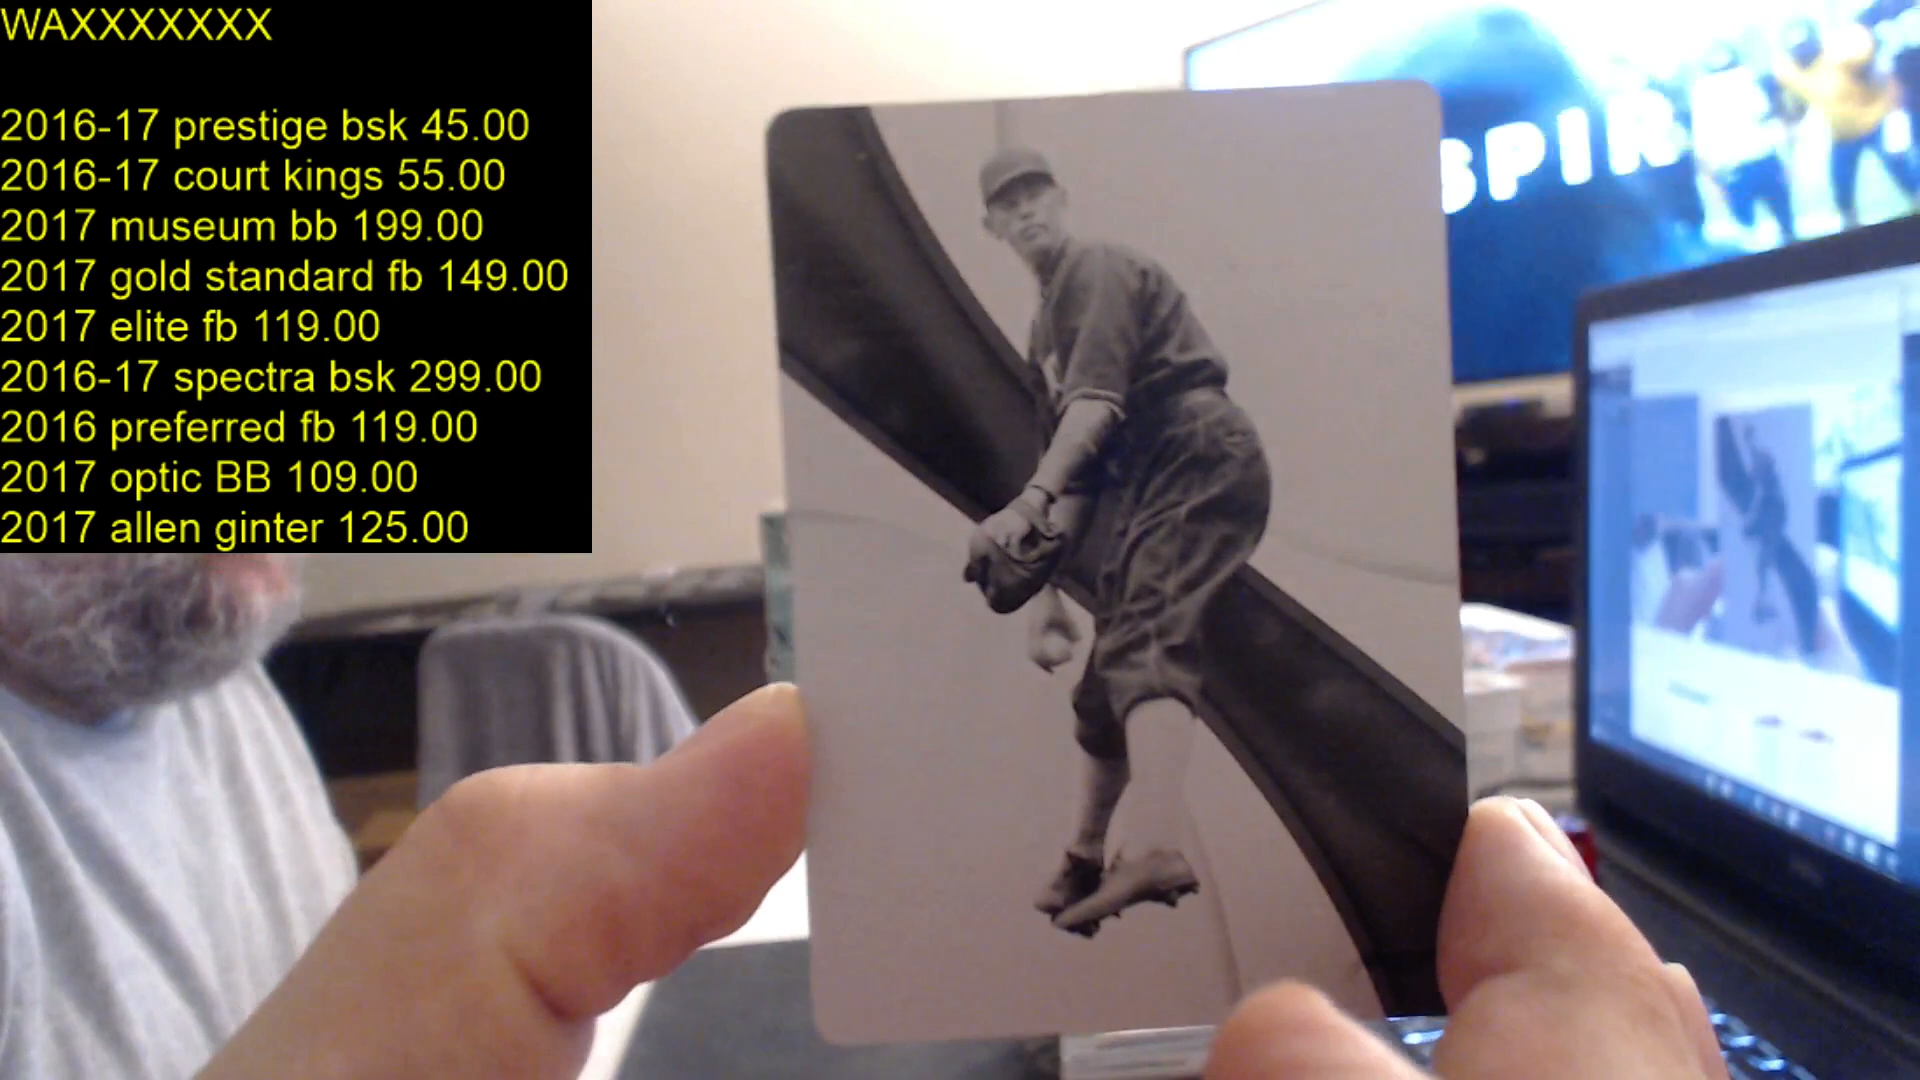 WAXXXXXXX
2016-17 prestige bsk 45.00
2016-17 court kings 55.00
2017 museum bb 199.00
2017 gold standard fb 149.00
2017 elite fb 119.00
2016-17 spectra bsk 299.00
2016 preferred fb 119.00
2017 optic BB 109.00
2017 allen ginter 125.00
SPIRE